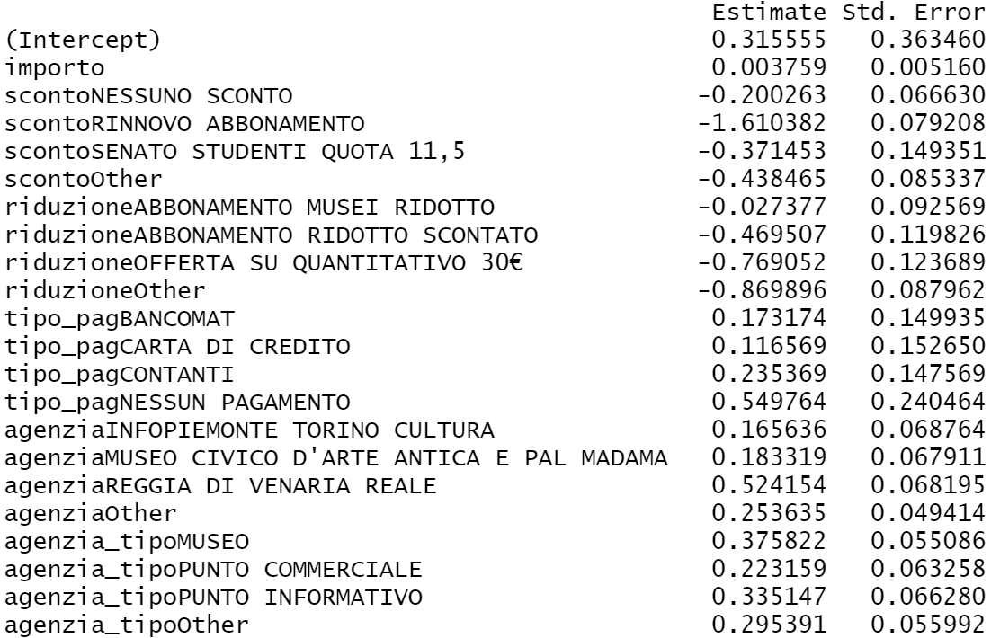 Estimate Std. Error
(Intercept) 0.315555 0.363460
importo 0.003759 0.005160
scontoNESSUNO SCONTO -0.200263 0.066630
scontoRINNOVO ABBONAMENTO -1.610382 0.079208
scontoSENATO STUDENTI QUOTA 11,5 -0.371453 0.149351
scontoOther -0.438465 0.085337
riduzioneABBONAMENTO MUSEI RIDOTTO -0.027377 0.092569
riduzioneABBONAMENTO RIDOTTO SCONTATO -0.469507 0.119826
riduzioneOFFERTA SU QUANTITATIVO 30€ -0.769052 0.123689
riduzioneOther -0.869896 0.087962
tipo_pagBANCOMAT 0.173174 0.149935
tipo_pagCARTA DI CREDITO 0.116569 0.152650
tipo_pagCONTANTI 0.235369 0.147569
tipo_pagNESSUN PAGAMENTO 0.549764 0.240464
agenziaINFOPIEMONTE TORINO CULTURA 0.165636 0.068764
agenziaMUSEO CIVICO D'ARTE ANTICA E PAL MADAMA 0.183319 0.067911
agenziaREGGIA DI VENARIA REALE 0.524154 0.068195
agenziaOther 0.253635 0.049414
agenzia_tipoMUSEO 0.375822 0.055086
agenzia_tipoPUNTO COMMERCIALE 0.223159 0.063258
agenzia_tipoPUNTO INFORMATIVO 0.335147 0.066280
agenzia_tipoOther 0.295391 0.055992